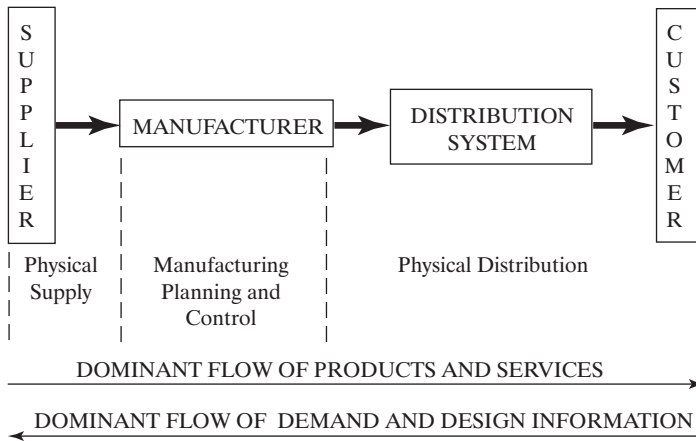 SUPPLIER
MANUFACTURER
DISTRIBUTION
SYSTEM
CUSTOMER
Physical
Supply
Manufacturing
Planning and
Control
Physical Distribution
DOMINANT FLOW OF PRODUCTS AND SERVICES
DOMINANT FLOW OF DEMAND AND DESIGN INFORMATION